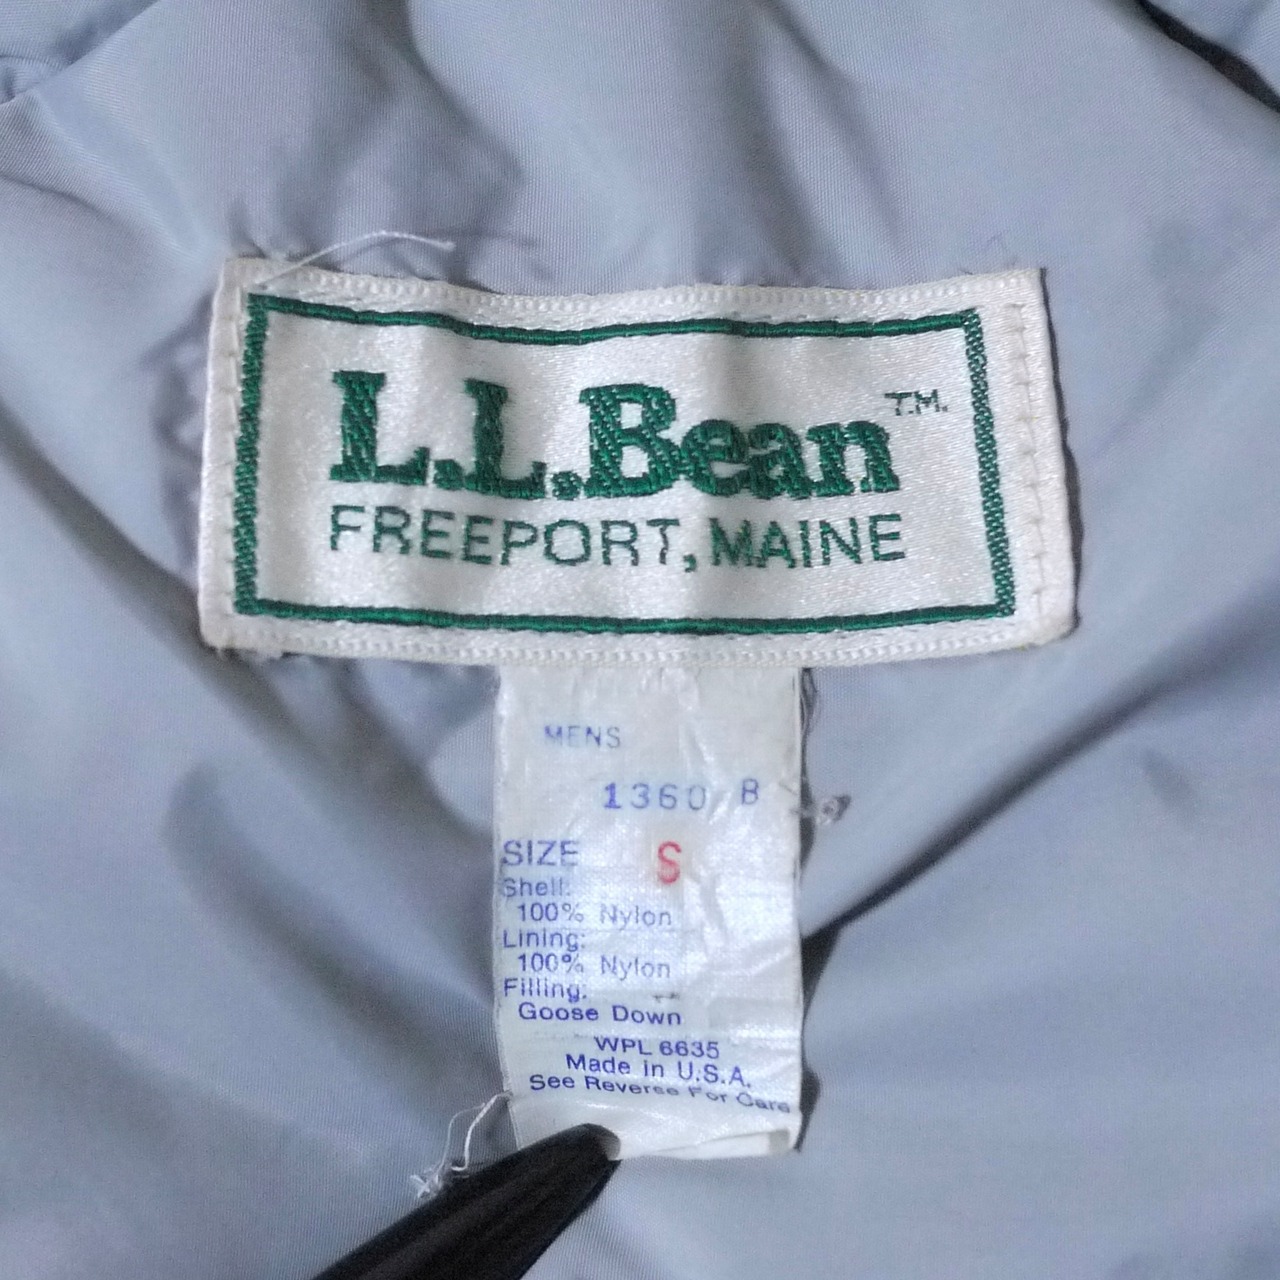 L.L.Bean T.M.
FREEPORT, MAINE
MENS
1360 B
SIZE S
Shell:
100% Nylon
Lining:
100% Nylon
Filling:
Goose Down
WPL 6635
Made in U.S.A.
See Reverse For Care